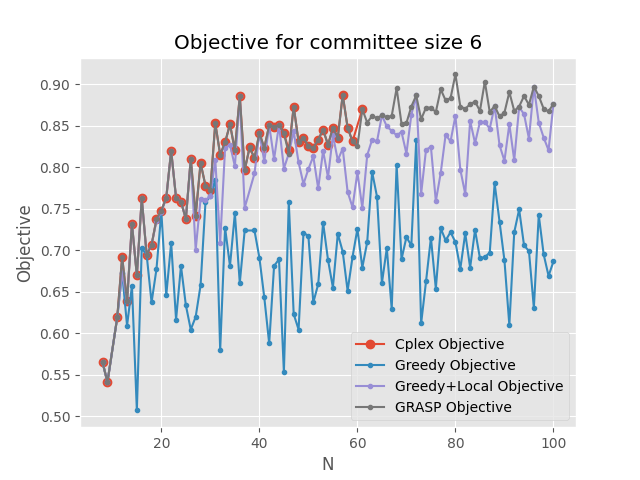 Objective for committee size 6
0.90
0.85
0.80
0.75
0.70
0.65
0.60
0.55
0.50
Objective
Cplex Objective
Greedy Objective
Greedy+Local Objective
GRASP Objective
20 40 60 80 100
N